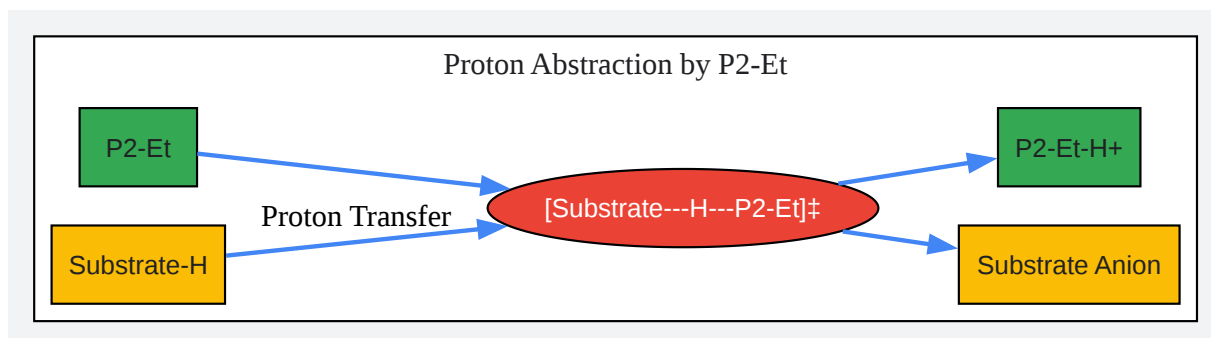 Proton Abstraction by P2-Et
P2-Et
P2-Et-H+
[Substrate---H---P2-Et]‡
Proton Transfer
Substrate-H
Substrate Anion